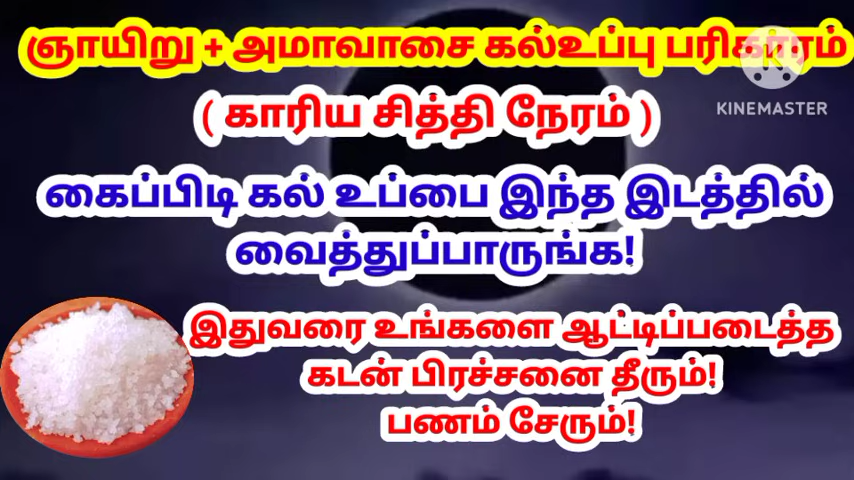 ஞாயிறு + அமாவாசை கல்உப்பு பரிகாரம்
KINEMASTER
( காரிய சித்தி நேரம் )
கைப்பிடி கல் உப்பை இந்த இடத்தில்
வைத்துப்பாருங்க!
இதுவரை உங்களை ஆட்டிப்படைத்த
கடன் பிரச்சனை தீரும்!
பணம் சேரும்!